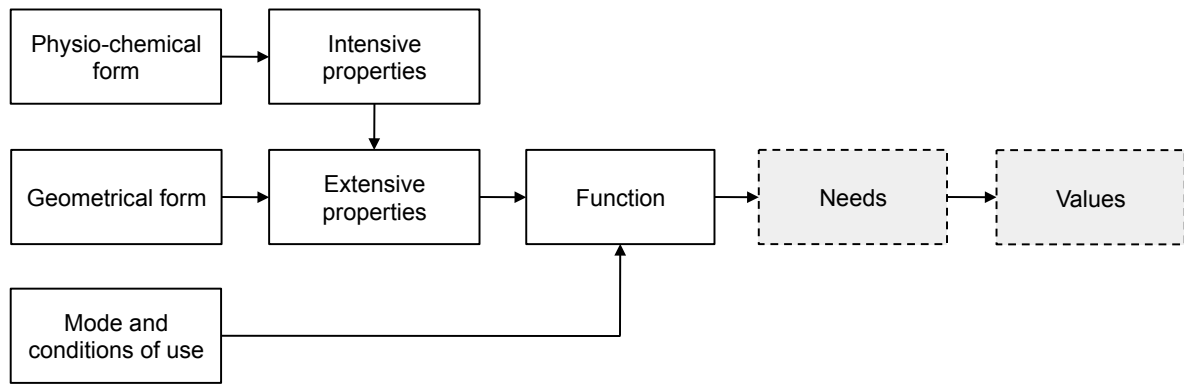 Physio-chemical
form
Intensive
properties
Geometrical form
Extensive
properties
Function
Needs
Values
Mode and
conditions of use